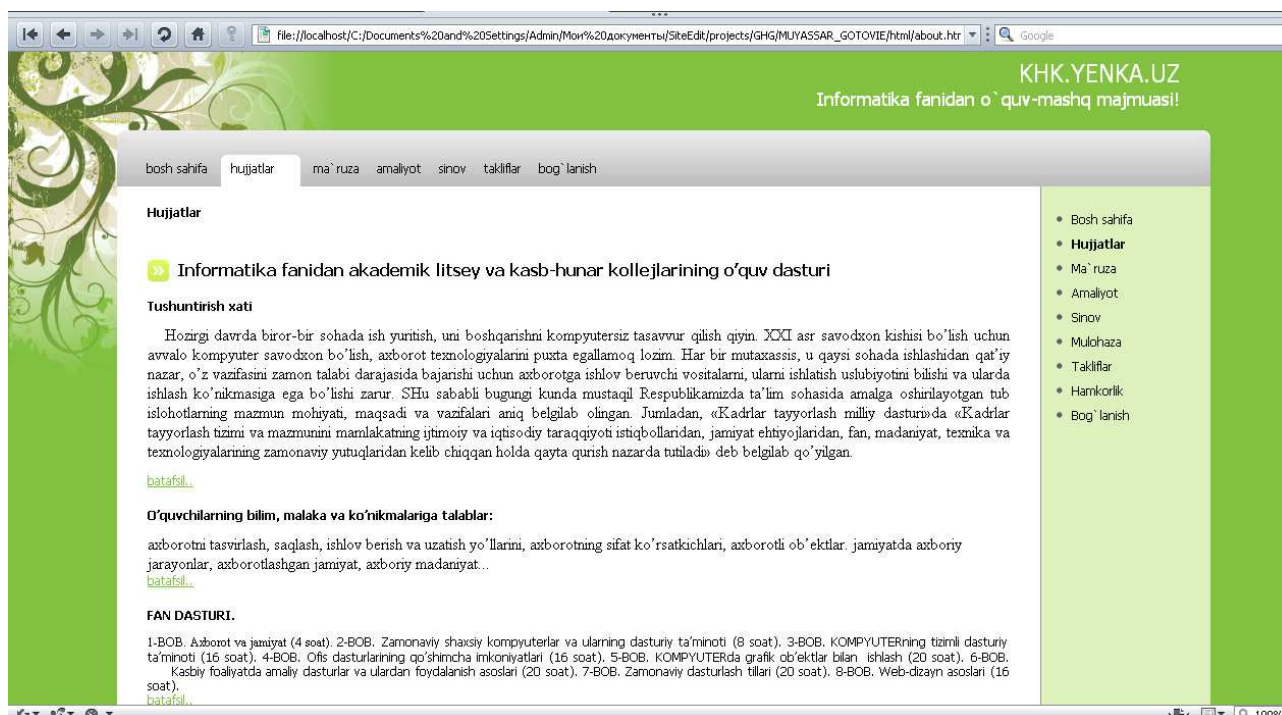 file://localhost/C:/Documents%20and%20Settings/Admin/Мои%20документы/SiteEdit/projects/GHG/MUYASSAR_GOTOVIE/html/about.htr
Google
KHK.YENKA.UZ
Informatika fanidan o`quv-mashq majmuasi!
bosh sahifa hujjatlar ma`ruza amaliyot sinov takliflar bog`lanish
Hujjatlar
Informatika fanidan akademik litsey va kasb-hunar kollejlarining o’quv dasturi
Tushuntirish xati
Hozirgi davrda biror-bir sohada ish yuritish, uni boshqarishni kompyutersiz tasavvur qilish qiyin. XXI asr savodxon kishisi bo’lish uchun
avvalo kompyuter savodxon bo’lish, axborot texnologiyalarini puxta egallamoq lozim. Har bir mutaxassis, u qaysi sohada ishlashidan qat’iy
nazar, o’z vazifasini zamon talabi darajasida bajarishi uchun axborotga ishlov beruvchi vositalarni, ularni ishlatish uslubiyotini bilishi va ularda
ishlash ko’nikmasiga ega bo’lishi zarur. SHu sababli bugungi kunda mustaqil Respublikamizda ta’lim sohasida amalga oshirilayotgan tub
islohotlarning mazmun mohiyati, maqsadi va vazifalari aniq belgilab olingan. Jumladan, «Kadrlar tayyorlash milliy dasturi»da «Kadrlar
tayyorlash tizimi va mazmunini mamlakatning ijtimoiy va iqtisodiy taraqqiyoti istiqbollaridan, jamiyat ehtiyojlaridan, fan, madaniyat, texnika va
texnologiyalarining zamonaviy yutuqlaridan kelib chiqqan holda qayta qurish nazarda tutiladi» deb belgilab qo’yilgan.
batafsil..
O’quvchilarning bilim, malaka va ko’nikmalariga talablar:
axborotni tasvirlash, saqlash, ishlov berish va uzatish yo’llarini, axborotning sifat ko’rsatkichlari, axborotli ob’ektlar. jamiyatda axboriy
jarayonlar, axborotlashgan jamiyat, axboriy madaniyat...
batafsil..
FAN DASTURI.
1-BOB. Axborot va jamiyat (4 soat). 2-BOB. Zamonaviy shaxsiy kompyuterlar va ularning dasturiy ta’minoti (8 soat). 3-BOB. KOMPYUTERning tizimli dasturiy
ta’minoti (16 soat). 4-BOB. Ofis dasturlarining qo’shimcha imkoniyatlari (16 soat). 5-BOB. KOMPYUTERda grafik ob’ektlar bilan ishlash (20 soat). 6-BOB.
Kasbiy foaliyatda amaliy dasturlar va ulardan foydalanish asoslari (20 soat). 7-BOB. Zamonaviy dasturlash tillari (20 soat). 8-BOB. Web-dizayn asoslari (16
soat).
batafsil..
Bosh sahifa
Hujjatlar
Ma`ruza
Amaliyot
Sinov
Mulohaza
Takliflar
Hamkorlik
Bog`lanish
100%